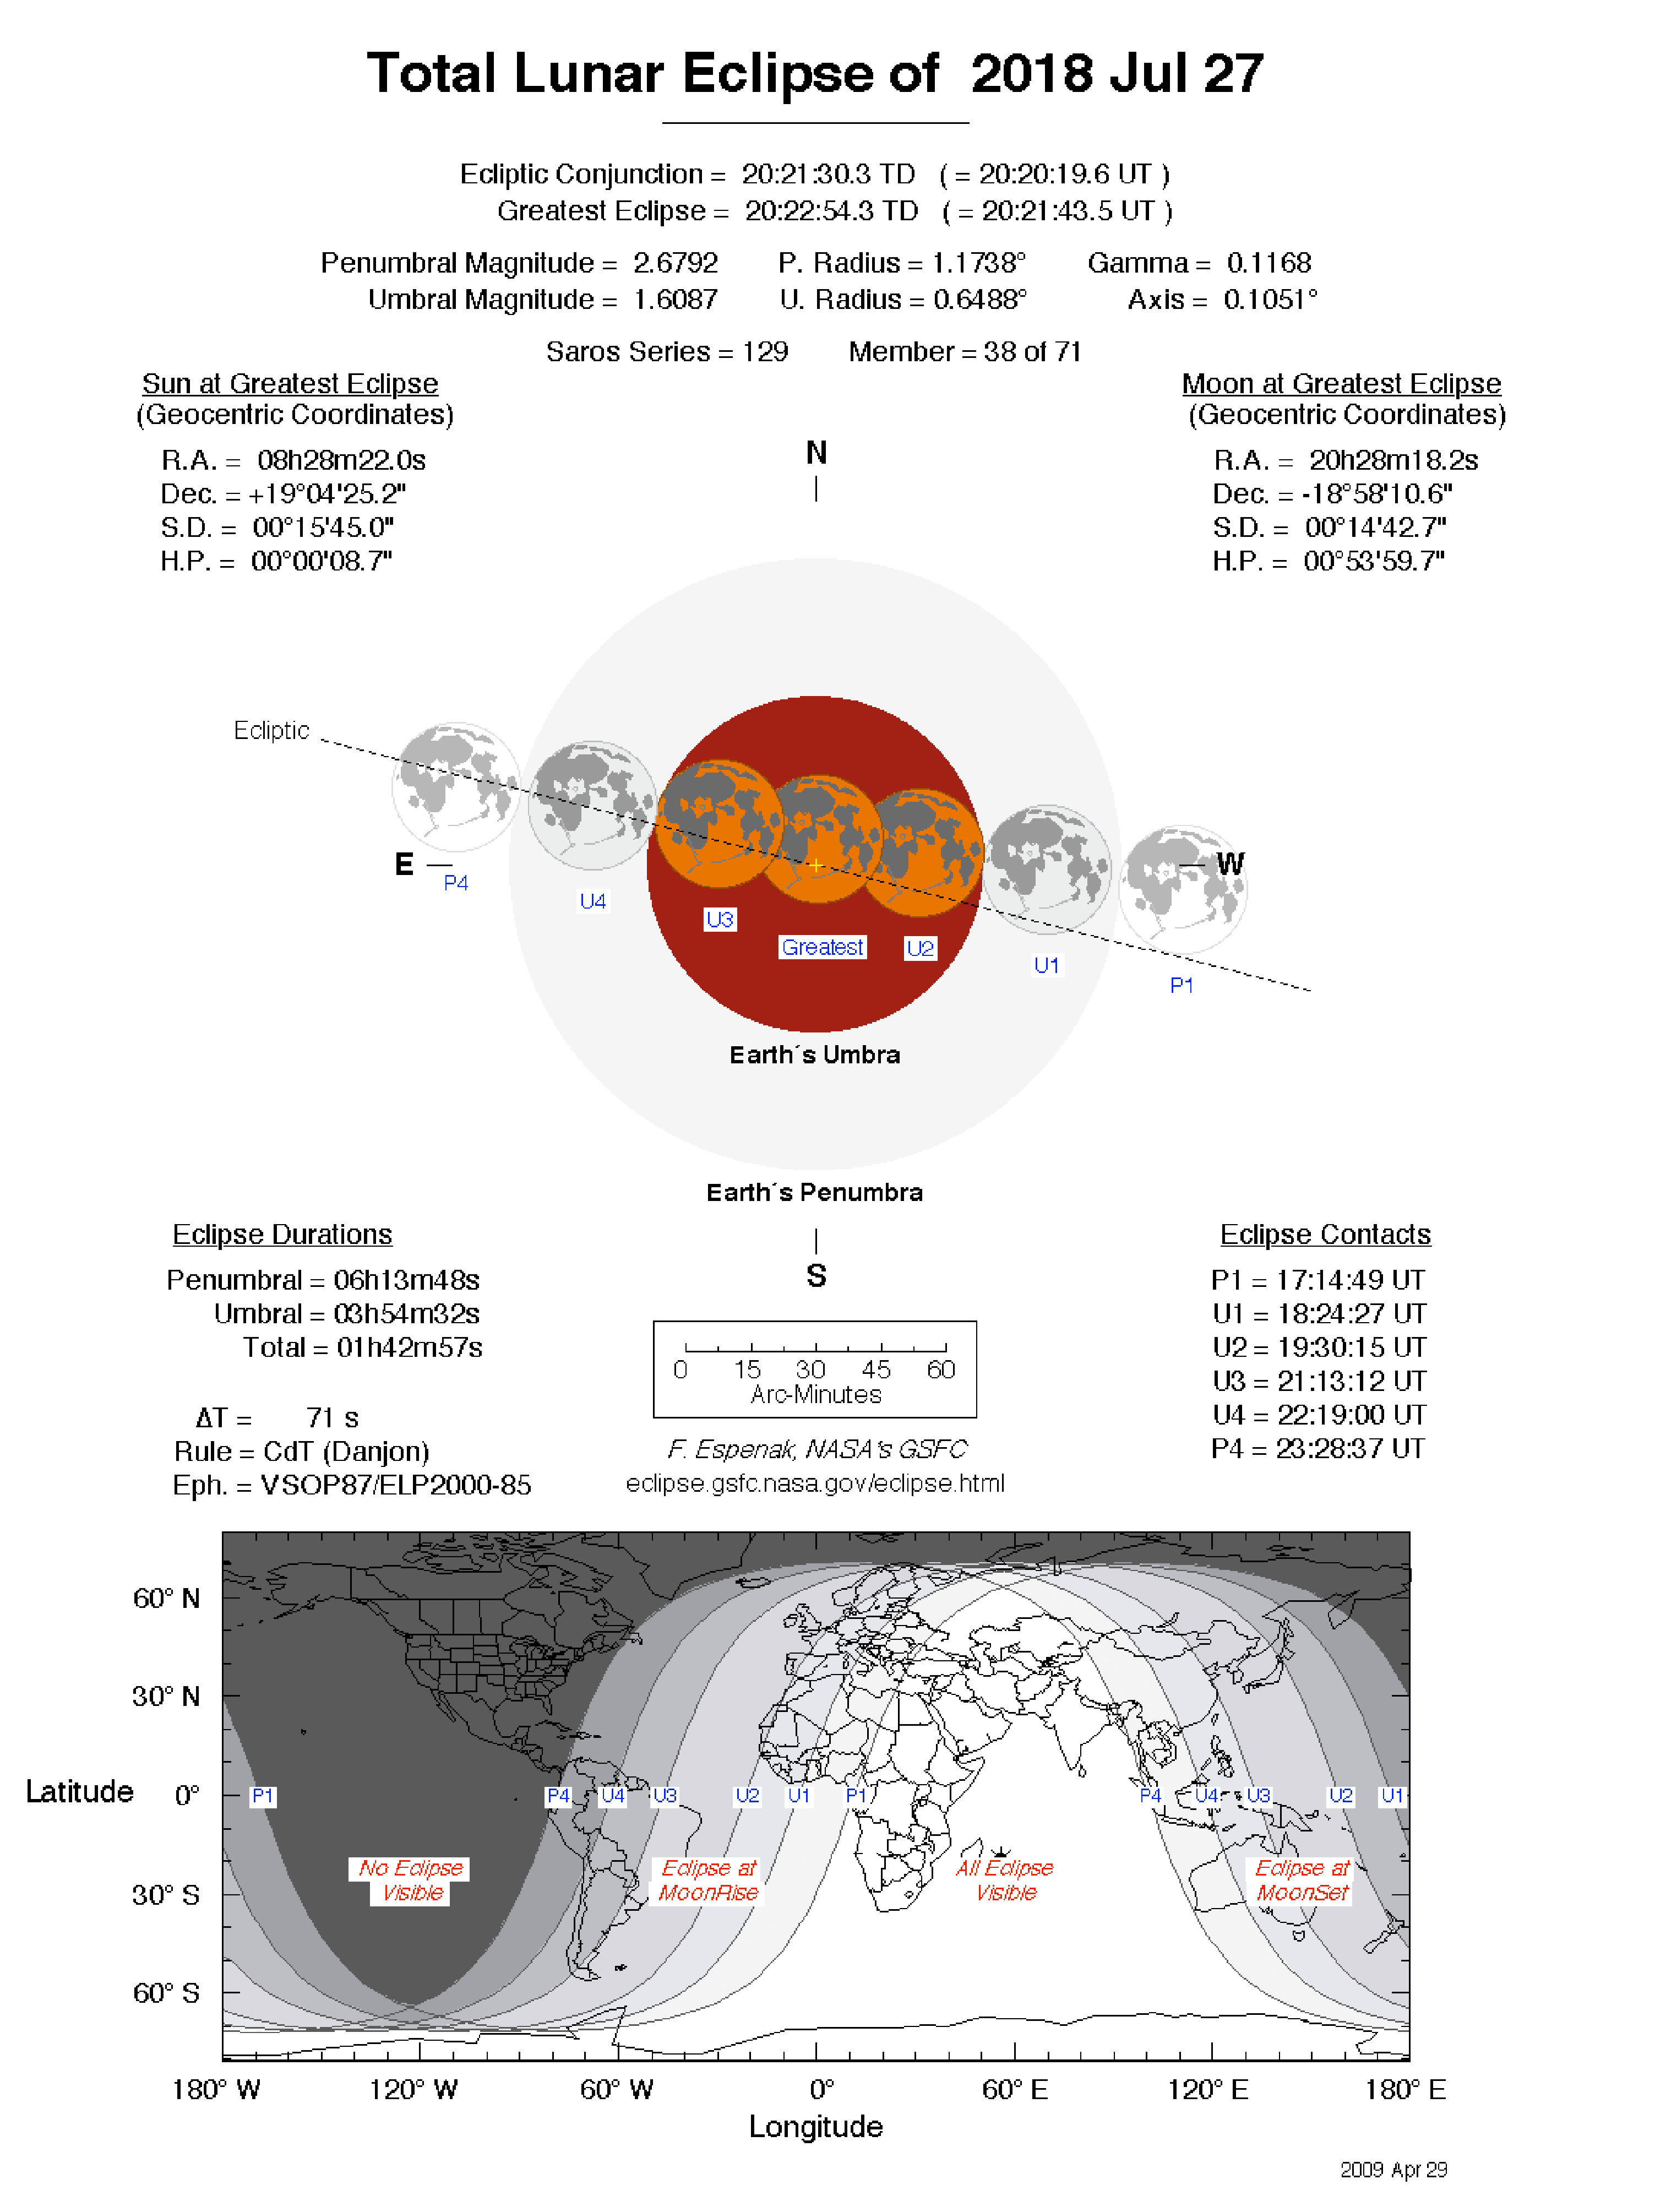 Total Lunar Eclipse of 2018 Jul 27
Ecliptic Conjunction = 20:21:30.3 TD ( = 20:20:19.6 UT )
Greatest Eclipse = 20:22:54.3 TD ( = 20:21:43.5 UT )
Penumbral Magnitude = 2.6792 P. Radius = 1.1738° Gamma = 0.1168
Umbral Magnitude = 1.6087 U. Radius = 0.6488° Axis = 0.1051°
Saros Series = 129 Member = 38 of 71
Sun at Greatest Eclipse
(Geocentric Coordinates)
R.A. = 08h28m22.0s
Dec. = +19°04'25.2"
S.D. = 00°15'45.0"
H.P. = 00°00'08.7"
Moon at Greatest Eclipse
(Geocentric Coordinates)
R.A. = 20h28m18.2s
Dec. = -18°58'10.6"
S.D. = 00°14'42.7"
H.P. = 00°53'59.7"
N
Ecliptic
E
W
P4
U4
U3
Greatest
U2
U1
P1
Earth´s Umbra
Earth´s Penumbra
S
Eclipse Durations
Penumbral = 06h13m48s
Umbral = 03h54m32s
Total = 01h42m57s
ΔT = 71 s
Rule = CdT (Danjon)
Eph. = VSOP87/ELP2000-85
0 15 30 45 60
Arc-Minutes
F. Espenak, NASA's GSFC
eclipse.gsfc.nasa.gov/eclipse.html
Eclipse Contacts
P1 = 17:14:49 UT
U1 = 18:24:27 UT
U2 = 19:30:15 UT
U3 = 21:13:12 UT
U4 = 22:19:00 UT
P4 = 23:28:37 UT
60° N
30° N
Latitude 0°
30° S
60° S
P1 P4 U4 U3 U2 U1 P1 P4 U4 U3 U2 U1
No Eclipse
Visible
Eclipse at
MoonRise
All Eclipse
Visible
Eclipse at
MoonSet
180° W 120° W 60° W 0° 60° E 120° E 180° E
Longitude
2009 Apr 29